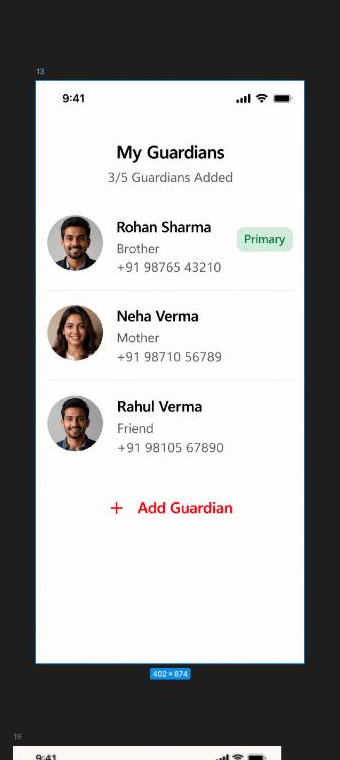 13
9:41
My Guardians
3/5 Guardians Added
Rohan Sharma
Brother
+91 98765 43210
Primary
Neha Verma
Mother
+91 98710 56789
Rahul Verma
Friend
+91 98105 67890
+ Add Guardian
402 × 874
19
9:41